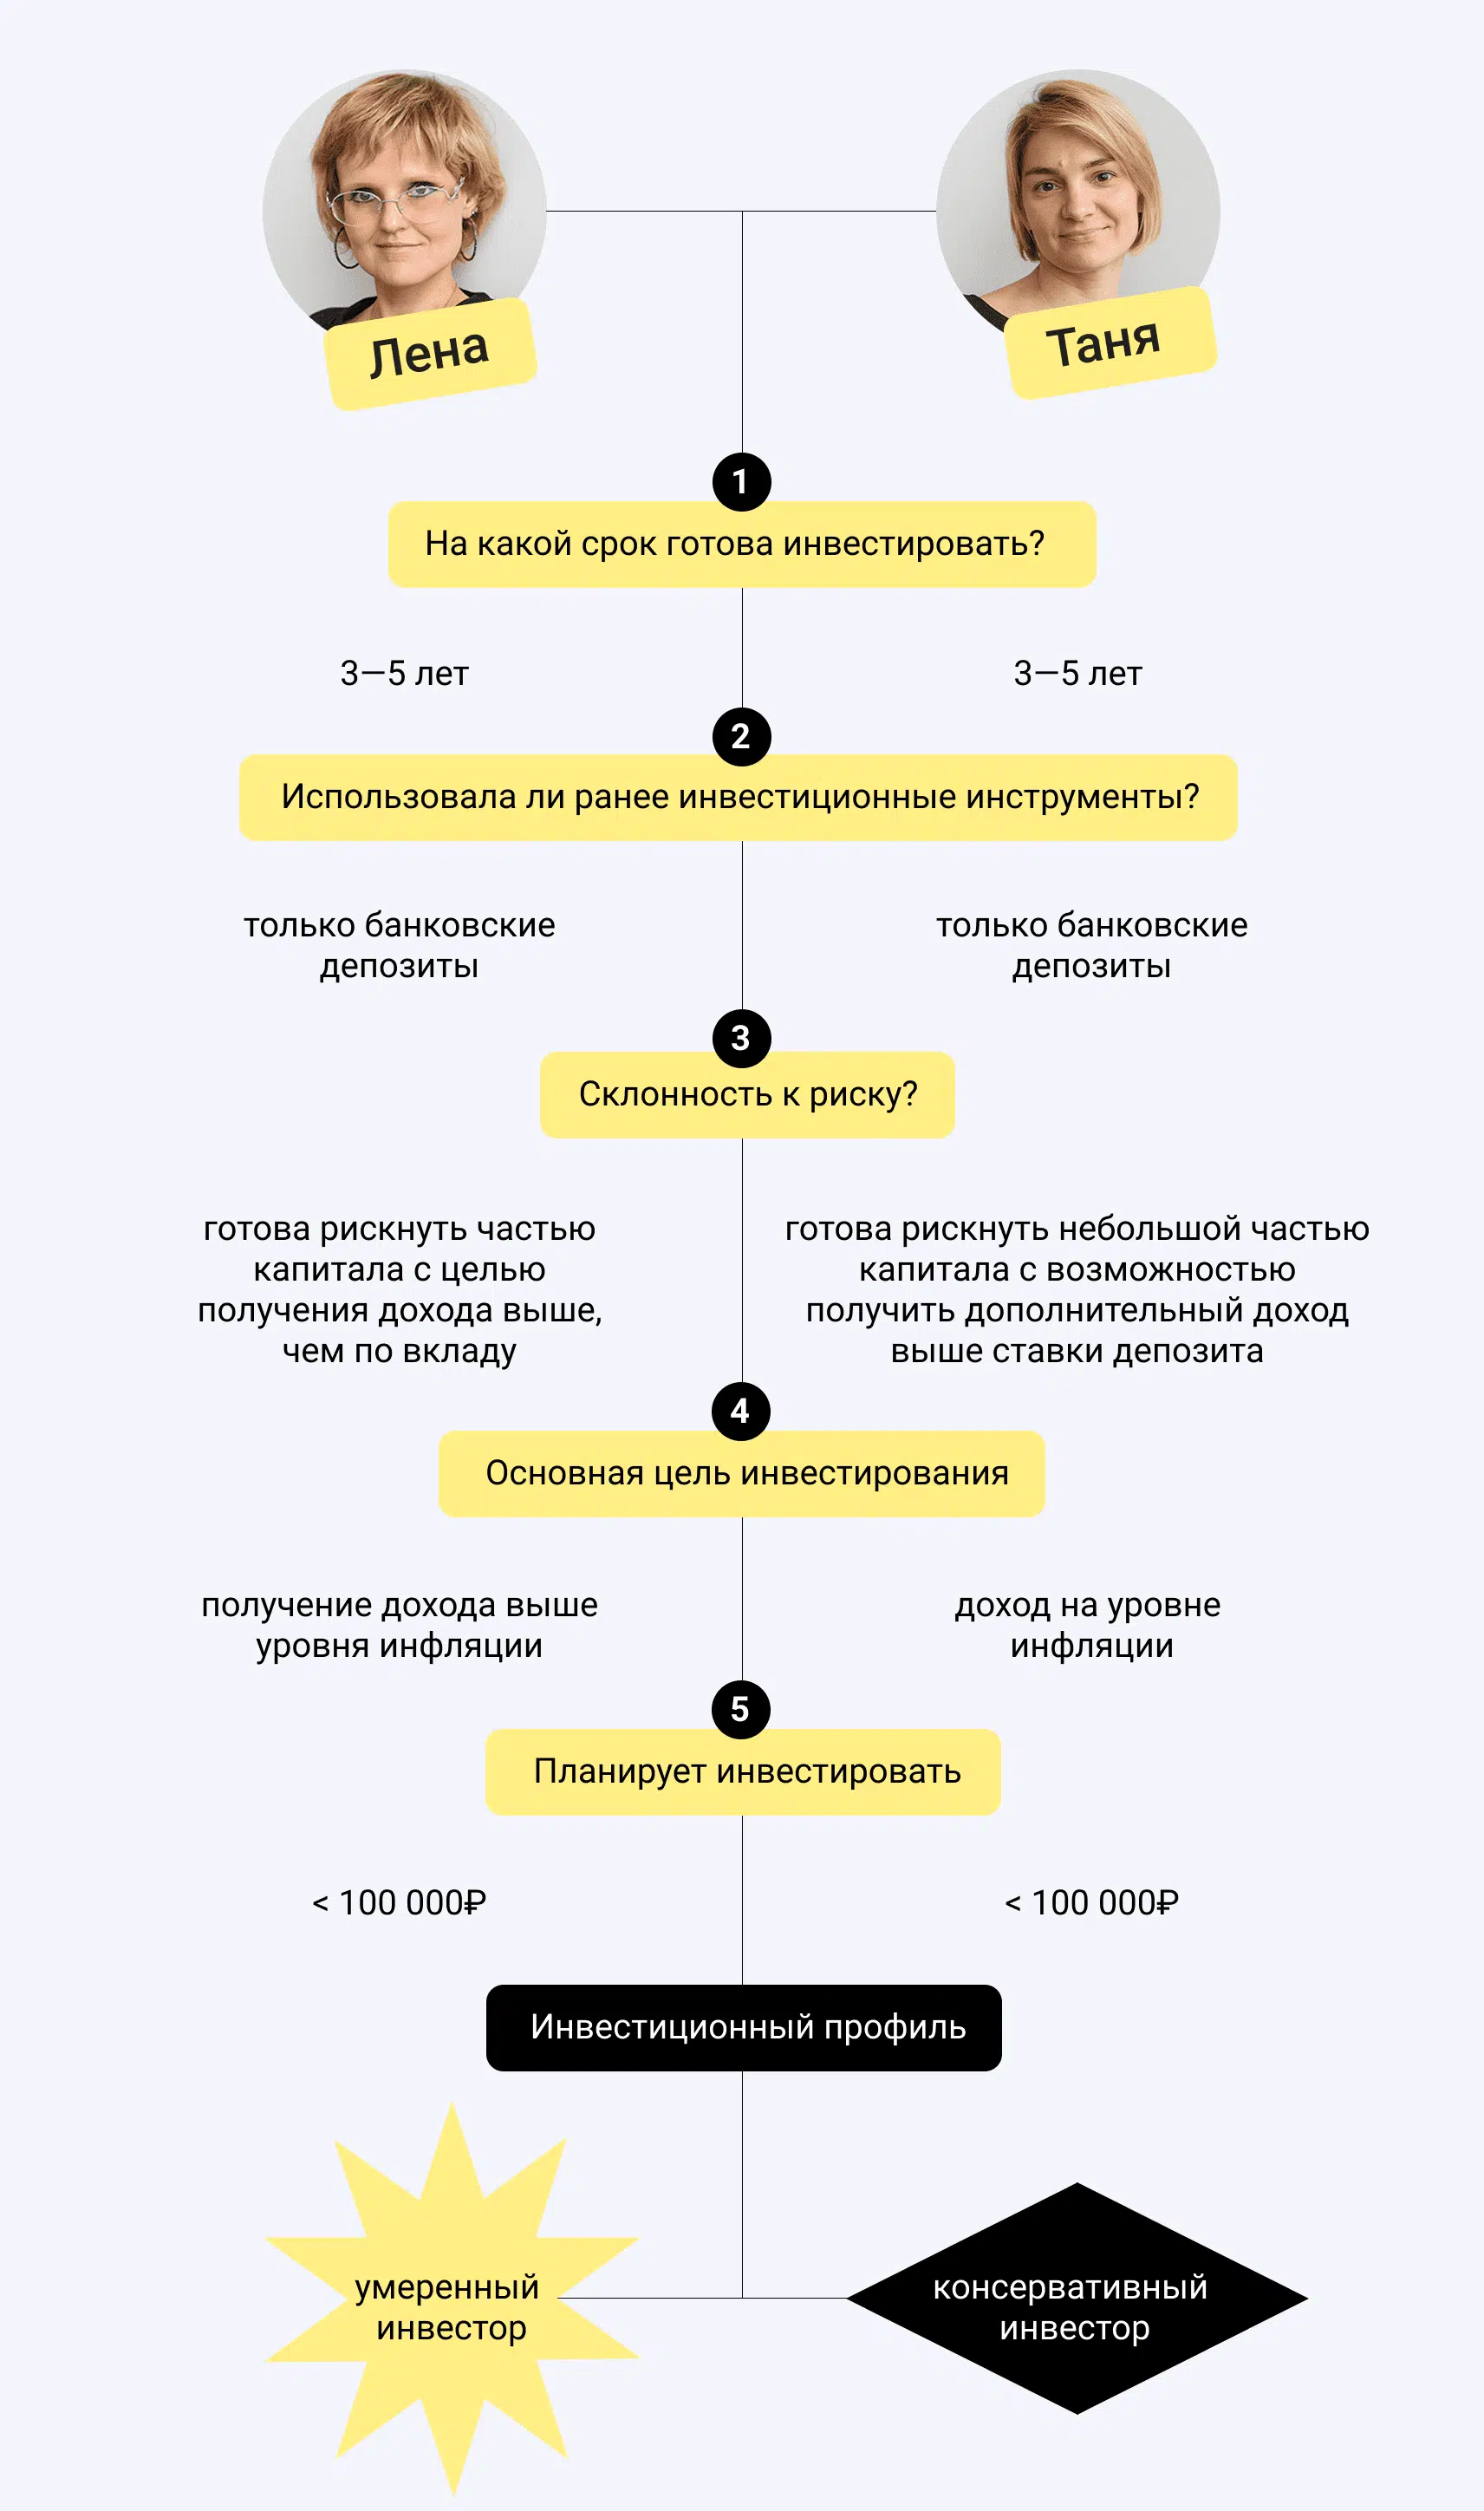 Лена
Таня
1
На какой срок готова инвестировать?
3—5 лет
3—5 лет
2
Использовала ли ранее инвестиционные инструменты?
только банковские
депозиты
только банковские
депозиты
3
Склонность к риску?
готова рискнуть частью
капитала с целью
получения дохода выше,
чем по вкладу
готова рискнуть небольшой частью
капитала с возможностью
получить дополнительный доход
выше ставки депозита
4
Основная цель инвестирования
получение дохода выше
уровня инфляции
доход на уровне
инфляции
5
Планирует инвестировать
< 100 000₽
< 100 000₽
Инвестиционный профиль
умеренный
инвестор
консервативный
инвестор